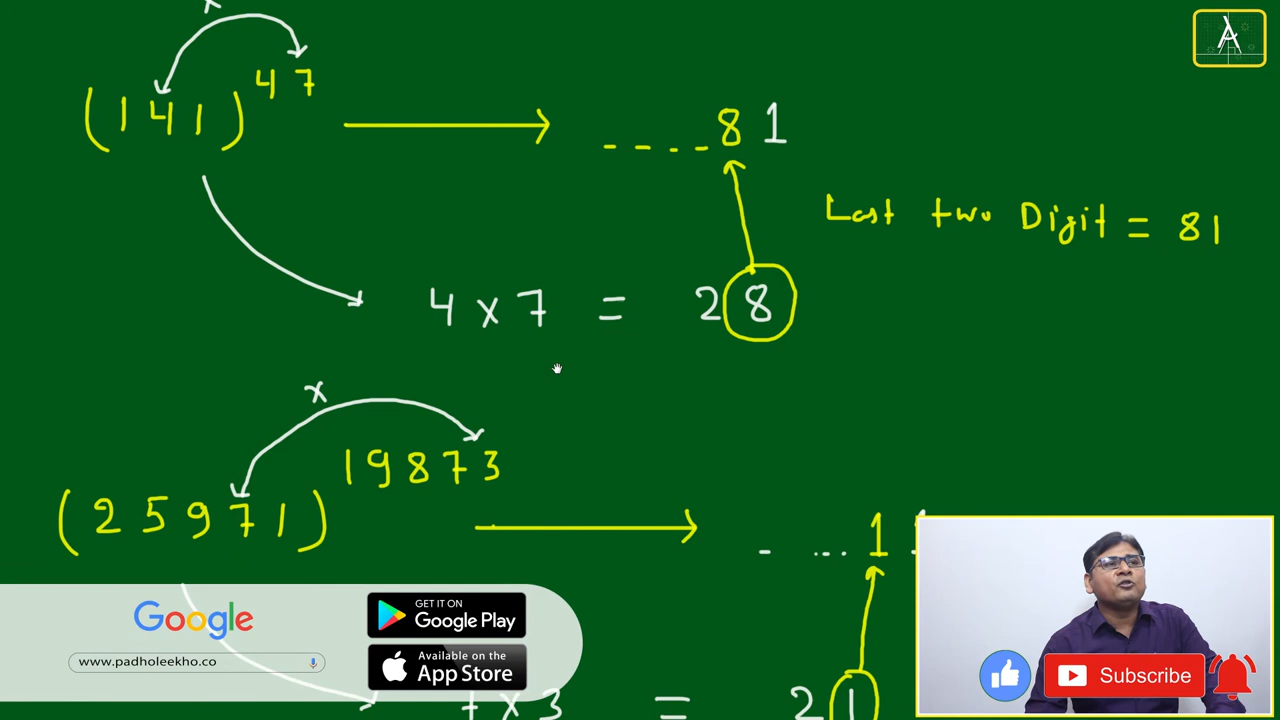 x
(141)^47 → ----81
Last two Digit = 81
4 x 7 = 28
x
(25971)^19873 → - ... 1
7 x 3 = 21
Google
www.padholeekho.co
GET IT ON
Google Play
Available on the
App Store
Subscribe
A